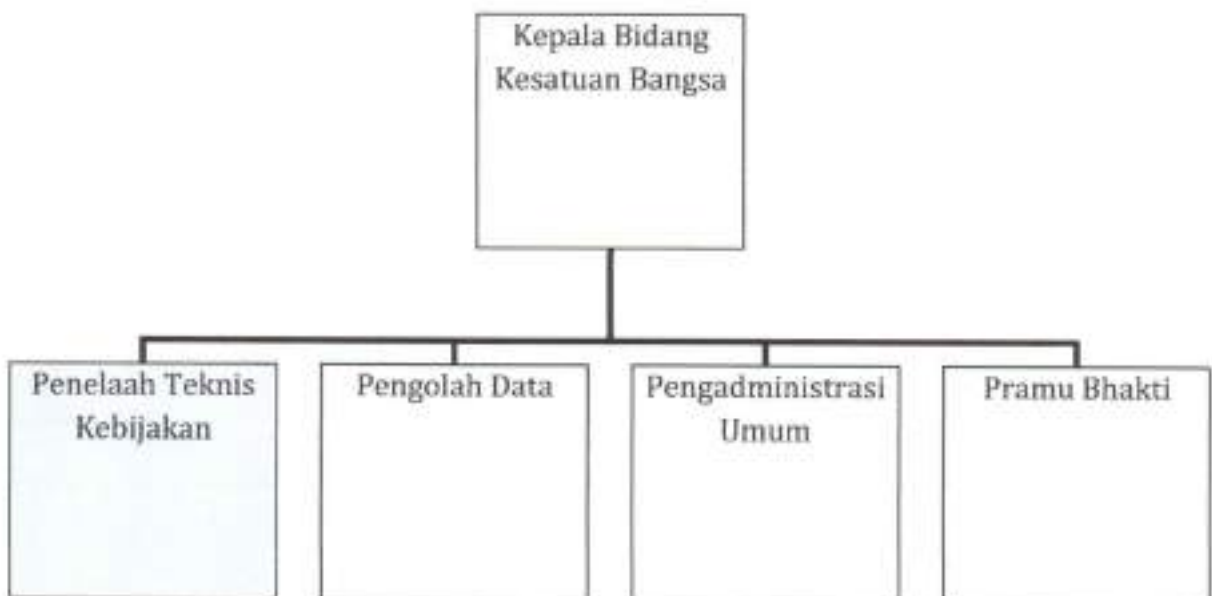 Kepala Bidang
Kesatuan Bangsa
Penelaah Teknis
Kebijakan
Pengolah Data
Pengadministrasi
Umum
Pramu Bhakti